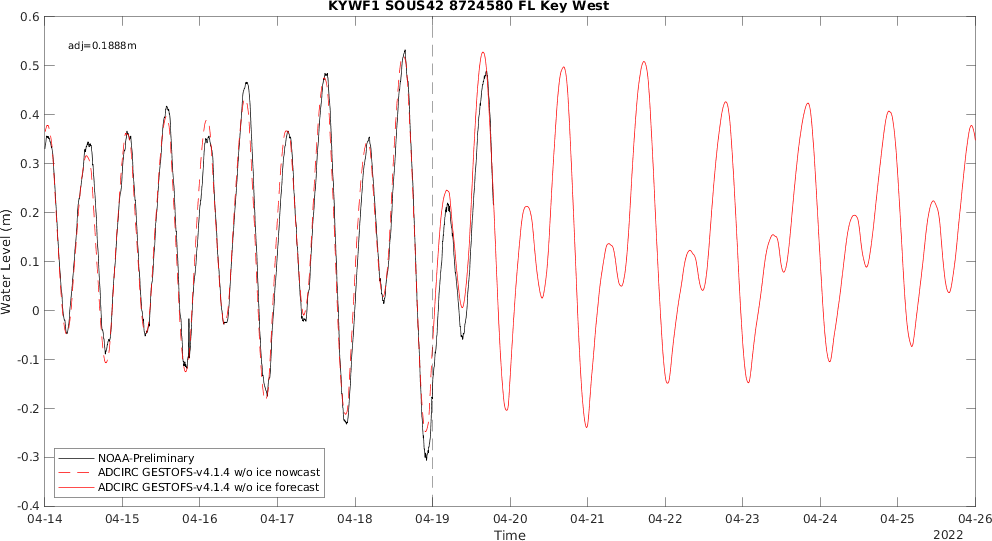 KYWF1 SOUS42 8724580 FL Key West
adj=0.1888m
Water Level (m)
0.6
0.5
0.4
0.3
0.2
0.1
0
-0.1
-0.2
-0.3
-0.4
NOAA-Preliminary
ADCIRC GESTOFS-v4.1.4 w/o ice nowcast
ADCIRC GESTOFS-v4.1.4 w/o ice forecast
04-14 04-15 04-16 04-17 04-18 04-19 04-20 04-21 04-22 04-23 04-24 04-25 04-26
Time
2022